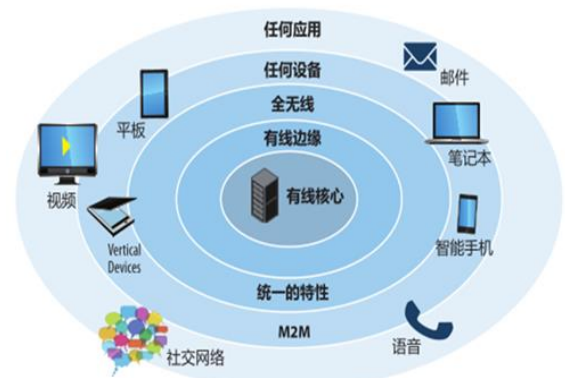 任何应用
邮件
任何设备
平板
全无线
有线边缘
笔记本
视频
有线核心
Vertical
Devices
智能手机
统一的特性
M2M
语音
社交网络